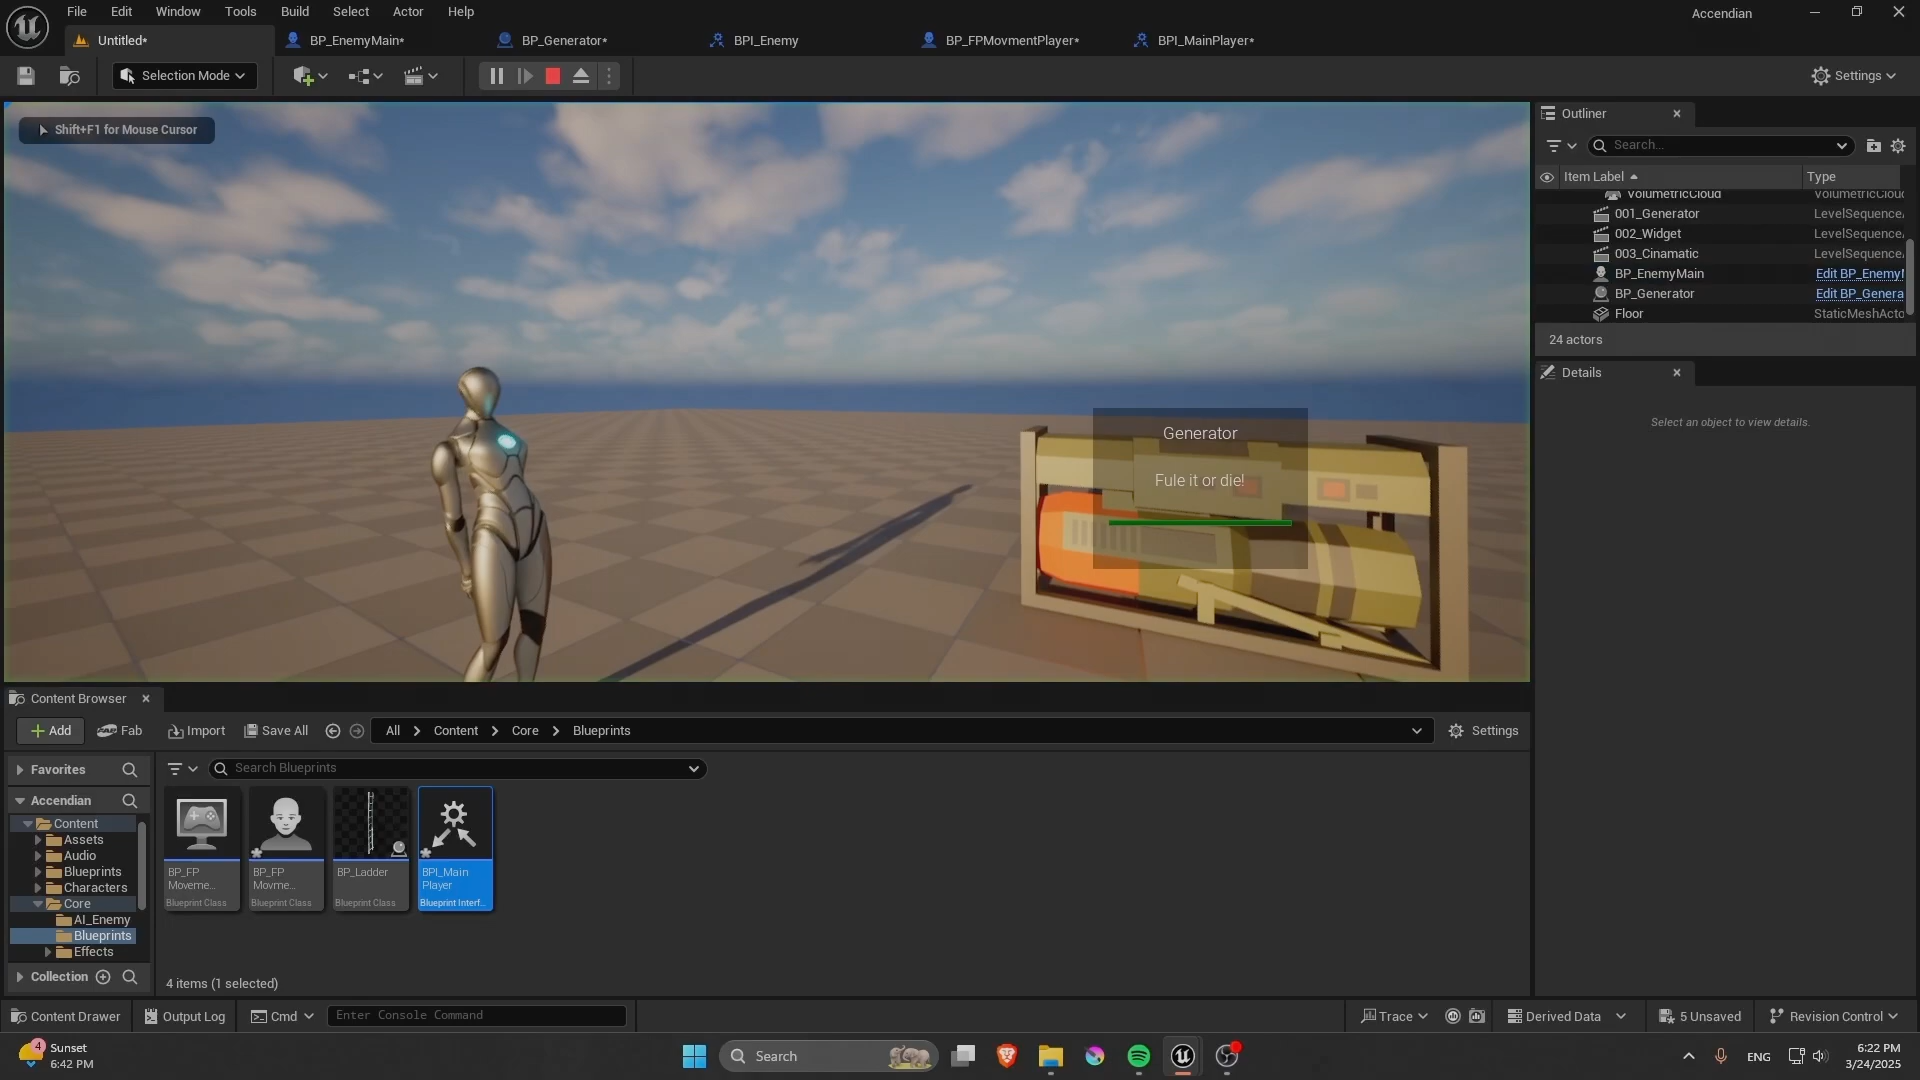 File Edit Window Tools Build Select Actor Help
Accendian
Untitled*
BP_EnemyMain*
BP_Generator*
BPI_Enemy
BP_FPMovmentPlayer*
BPI_MainPlayer*
Selection Mode
Settings
Shift+F1 for Mouse Cursor
Generator
Fule it or die!
Outliner
Search...
Item Label
Type
VolumetricCloud
VolumetricClou
001_Generator
LevelSequence
002_Widget
LevelSequence
003_Cinamatic
LevelSequence
BP_EnemyMain
Edit BP_Enemy
BP_Generator
Edit BP_Genera
Floor
StaticMeshActo
24 actors
Details
Select an object to view details.
Content Browser
Add
Fab
Import
Save All
All
Content
Core
Blueprints
Settings
Favorites
Search Blueprints
Accendian
Content
Assets
Audio
Blueprints
Characters
Core
AI_Enemy
Blueprints
Effects
Collection
BP_FP
Moveme...
Blueprint Class
BP_FP
Movme...
Blueprint Class
BP_Ladder
Blueprint Class
BPI_Main
Player
Blueprint Interf...
4 items (1 selected)
Content Drawer
Output Log
Cmd
Enter Console Command
Trace
Derived Data
5 Unsaved
Revision Control
4
Sunset
6:42 PM
Search
ENG
6:22 PM
3/24/2025